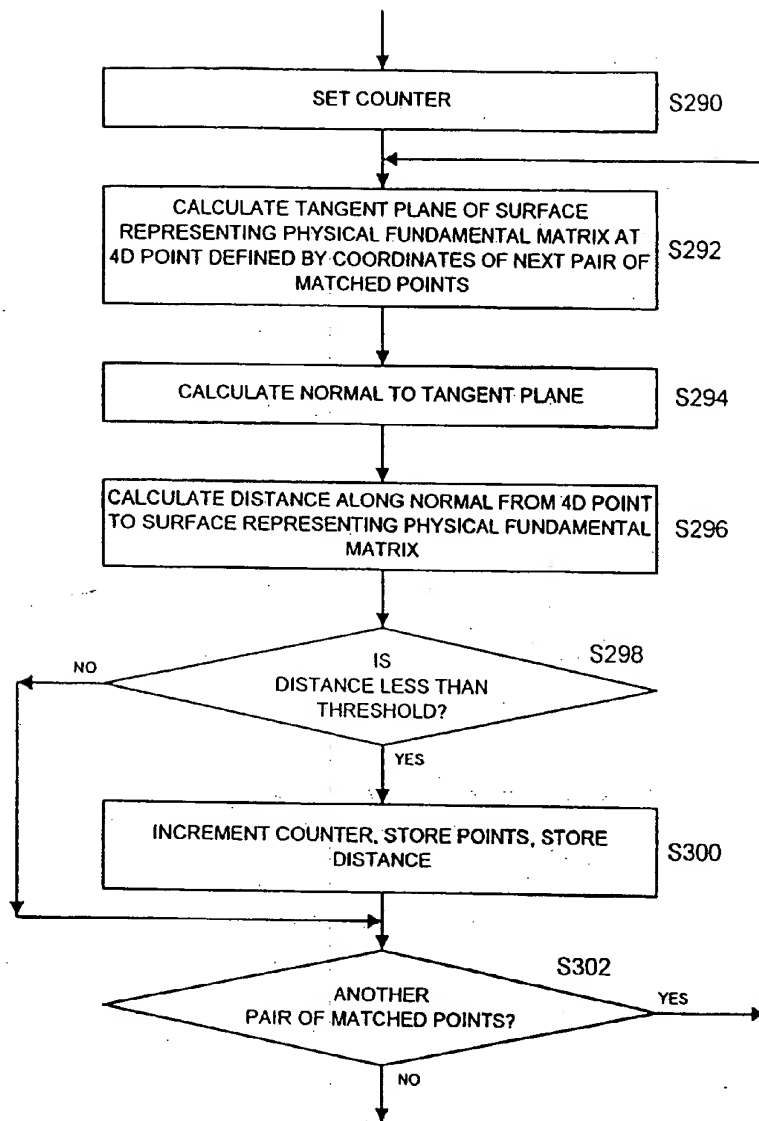 SET COUNTER
S290
CALCULATE TANGENT PLANE OF SURFACE
REPRESENTING PHYSICAL FUNDAMENTAL MATRIX AT
4D POINT DEFINED BY COORDINATES OF NEXT PAIR OF
MATCHED POINTS
S292
CALCULATE NORMAL TO TANGENT PLANE
S294
CALCULATE DISTANCE ALONG NORMAL FROM 4D POINT
TO SURFACE REPRESENTING PHYSICAL FUNDAMENTAL
MATRIX
S296
S298
NO
IS
DISTANCE LESS THAN
THRESHOLD?
YES
INCREMENT COUNTER, STORE POINTS, STORE
DISTANCE
S300
S302
ANOTHER
PAIR OF MATCHED POINTS?
YES
NO